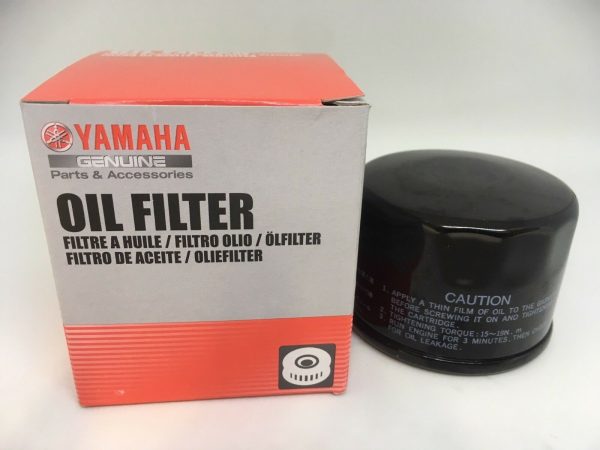 YAMAHA
GENUINE
Parts & Accessories
OIL FILTER
FILTRE A HUILE / FILTRO OLIO / ÖLFILTER
FILTRO DE ACEITE / OLIEFILTER
CAUTION
1. APPLY A THIN FILM OF OIL TO THE
BEFORE SCREWING IT ON AND TIGHTEN
THE CARTRIDGE.
2. TIGHTENING TORQUE: 15~19N. m
3. RUN ENGINE FOR 3 MINUTES. THEN
FOR OIL LEAKAGE.